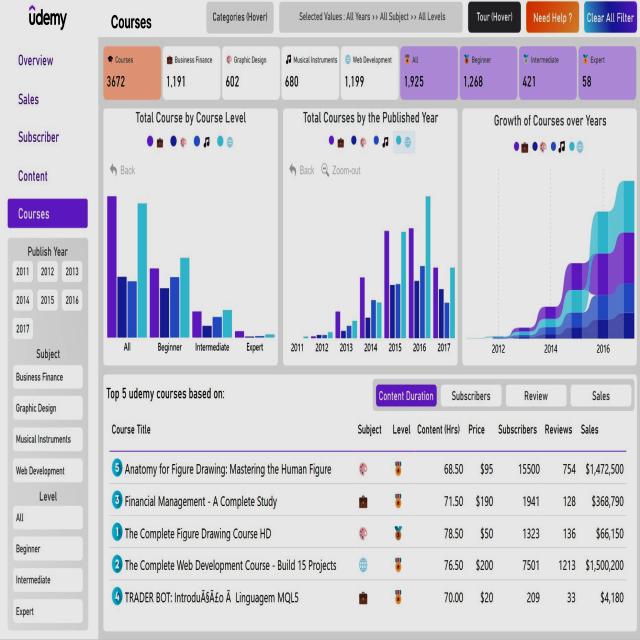 ûdemy
Courses
Categories (Hover)
Selected Values : All Years ›› All Subject ›› All Levels
Tour (Hover)
Need Help ?
Clear All Filter
Overview
Sales
Subscriber
Content
Courses
Publish Year
2011 2012 2013
2014 2015 2016
2017
Subject
Business Finance
Graphic Design
Musical Instruments
Web Development
Level
All
Beginner
Intermediate
Expert
Courses
3672
Business Finance
1,191
Graphic Design
602
Musical Instruments
680
Web Development
1,199
All
1,925
Beginner
1,268
Intermediate
421
Expert
58
Total Course by Course Level
Back
All Beginner Intermediate Expert
Total Courses by the Published Year
Back Zoom-out
2011 2012 2013 2014 2015 2016 2017
Growth of Courses over Years
2012 2014 2016
Top 5 udemy courses based on:
Content Duration Subscribers Review Sales
Course Title Subject Level Content (Hrs) Price Subscribers Reviews Sales
5 Anatomy for Figure Drawing: Mastering the Human Figure 68.50 $95 15500 754 $1,472,500
3 Financial Management - A Complete Study 71.50 $190 1941 128 $368,790
1 The Complete Figure Drawing Course HD 78.50 $50 1323 136 $66,150
2 The Complete Web Development Course - Build 15 Projects 76.50 $200 7501 1213 $1,500,200
4 TRADER BOT: IntroduÃ§Ã£o Ã Linguagem MQL5 70.00 $20 209 33 $4,180